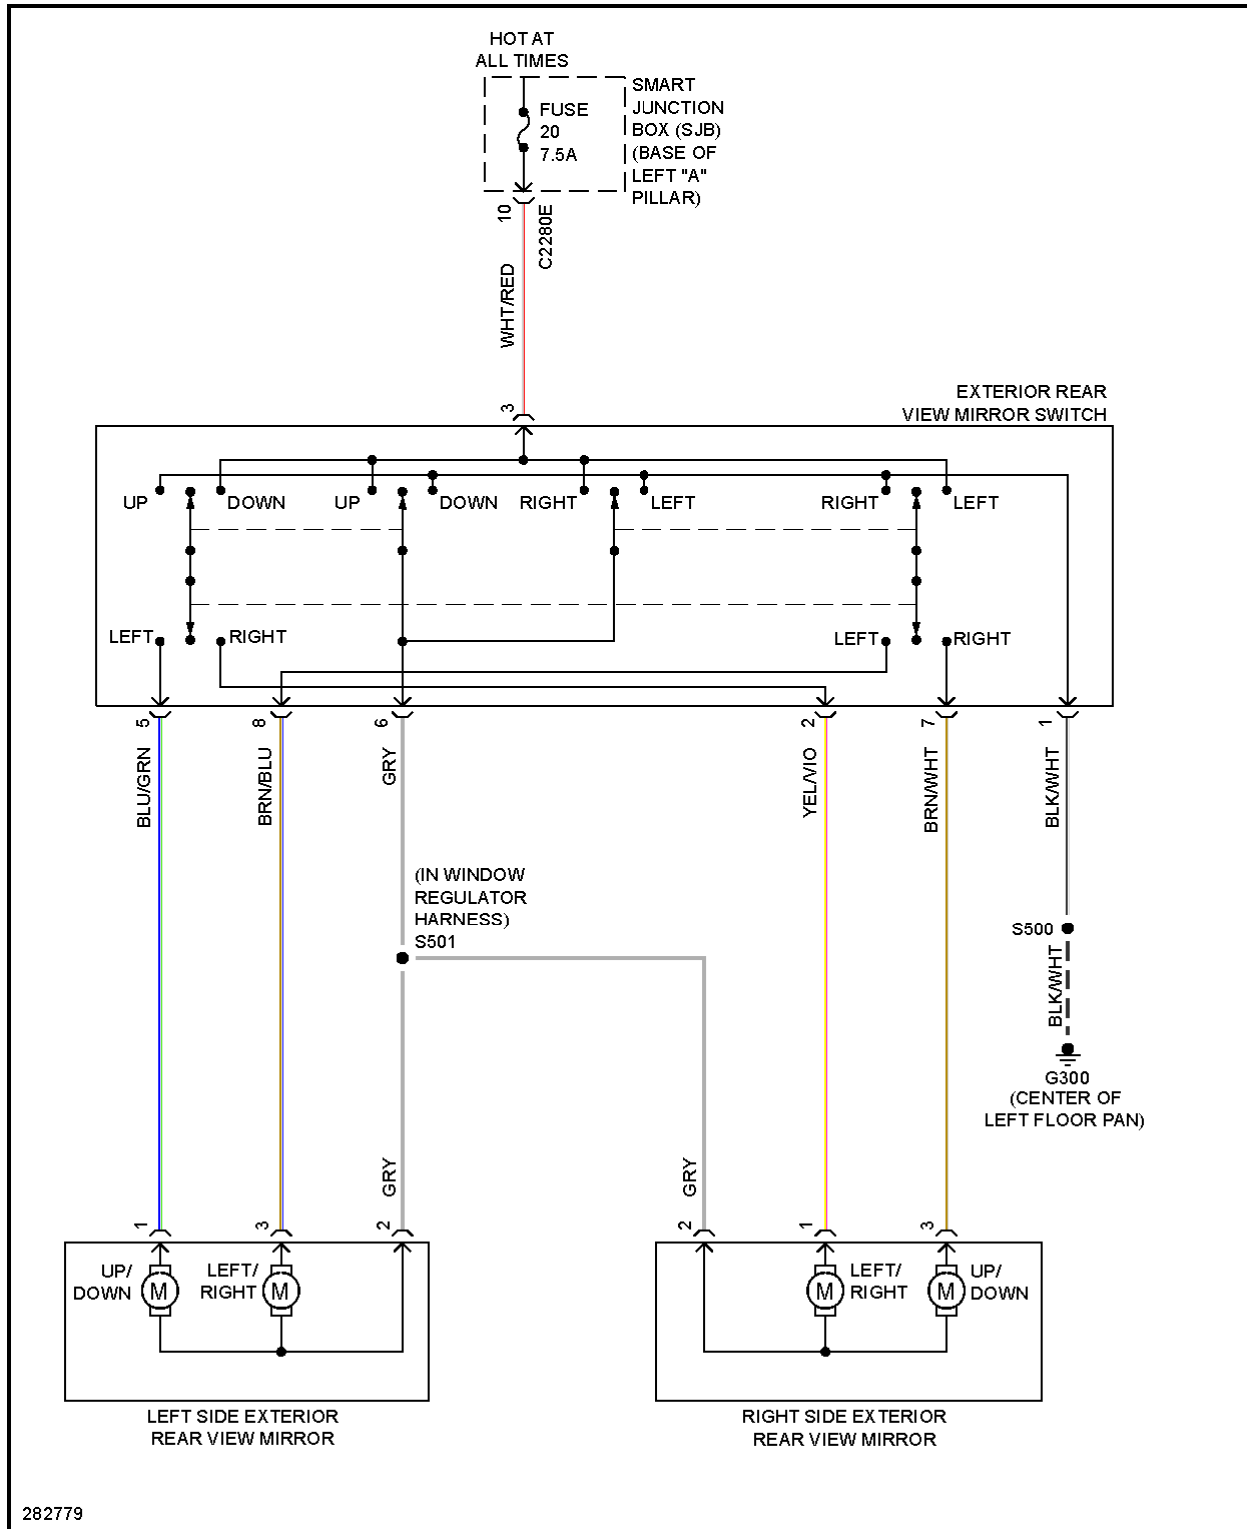 HOT AT
ALL TIMES
SMART
JUNCTION
BOX (SJB)
(BASE OF
LEFT "A"
PILLAR)
FUSE
20
7.5A
10
C2280E
WHT/RED
3
EXTERIOR REAR
VIEW MIRROR SWITCH
UP
DOWN
UP
DOWN
RIGHT
LEFT
RIGHT
LEFT
LEFT
RIGHT
LEFT
RIGHT
5
8
6
2
7
1
BLU/GRN
BRN/BLU
GRY
YEL/VIO
BRN/WHT
BLK/WHT
(IN WINDOW
REGULATOR
HARNESS)
S501
S500
BLK/WHT
G300
(CENTER OF
LEFT FLOOR PAN)
GRY
GRY
1
3
2
2
1
3
UP/
DOWN
M
LEFT/
RIGHT
M
M
LEFT/
RIGHT
M
UP/
DOWN
LEFT SIDE EXTERIOR
REAR VIEW MIRROR
RIGHT SIDE EXTERIOR
REAR VIEW MIRROR
282779